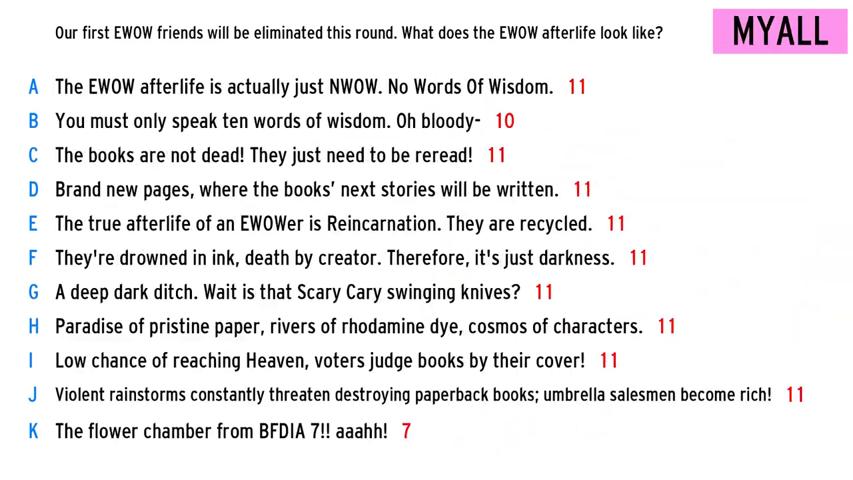 Our first EWOW friends will be eliminated this round. What does the EWOW afterlife look like?
MYALL
A The EWOW afterlife is actually just NWOW. No Words Of Wisdom. 11
B You must only speak ten words of wisdom. Oh bloody- 10
C The books are not dead! They just need to be reread! 11
D Brand new pages, where the books' next stories will be written. 11
E The true afterlife of an EWOWer is Reincarnation. They are recycled. 11
F They're drowned in ink, death by creator. Therefore, it's just darkness. 11
G A deep dark ditch. Wait is that Scary Cary swinging knives? 11
H Paradise of pristine paper, rivers of rhodamine dye, cosmos of characters. 11
I Low chance of reaching Heaven, voters judge books by their cover! 11
J Violent rainstorms constantly threaten destroying paperback books; umbrella salesmen become rich! 11
K The flower chamber from BFDIA 7!! aaahh! 7